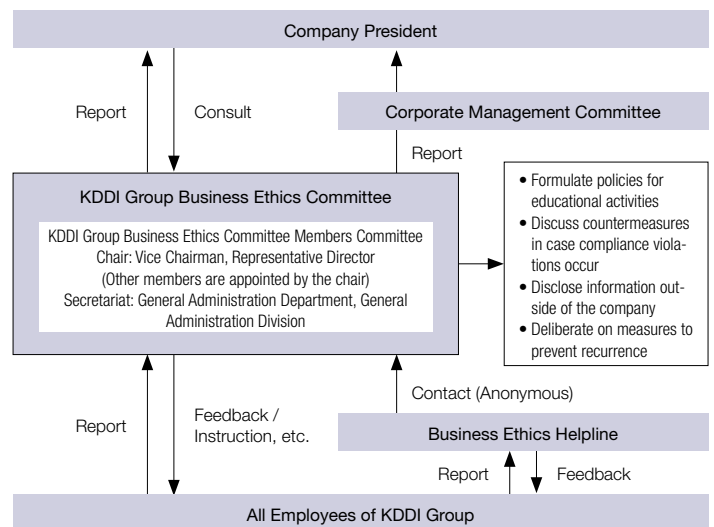 Company President
Report
Consult
Corporate Management Committee
Report
KDDI Group Business Ethics Committee
KDDI Group Business Ethics Committee Members Committee
Chair: Vice Chairman, Representative Director
(Other members are appointed by the chair)
Secretariat: General Administration Department, General
Administration Division
• Formulate policies for
educational activities
• Discuss countermeasures
in case compliance viola-
tions occur
• Disclose information out-
side of the company
• Deliberate on measures to
prevent recurrence
Report
Feedback /
Instruction, etc.
Contact (Anonymous)
Business Ethics Helpline
Report
Feedback
All Employees of KDDI Group